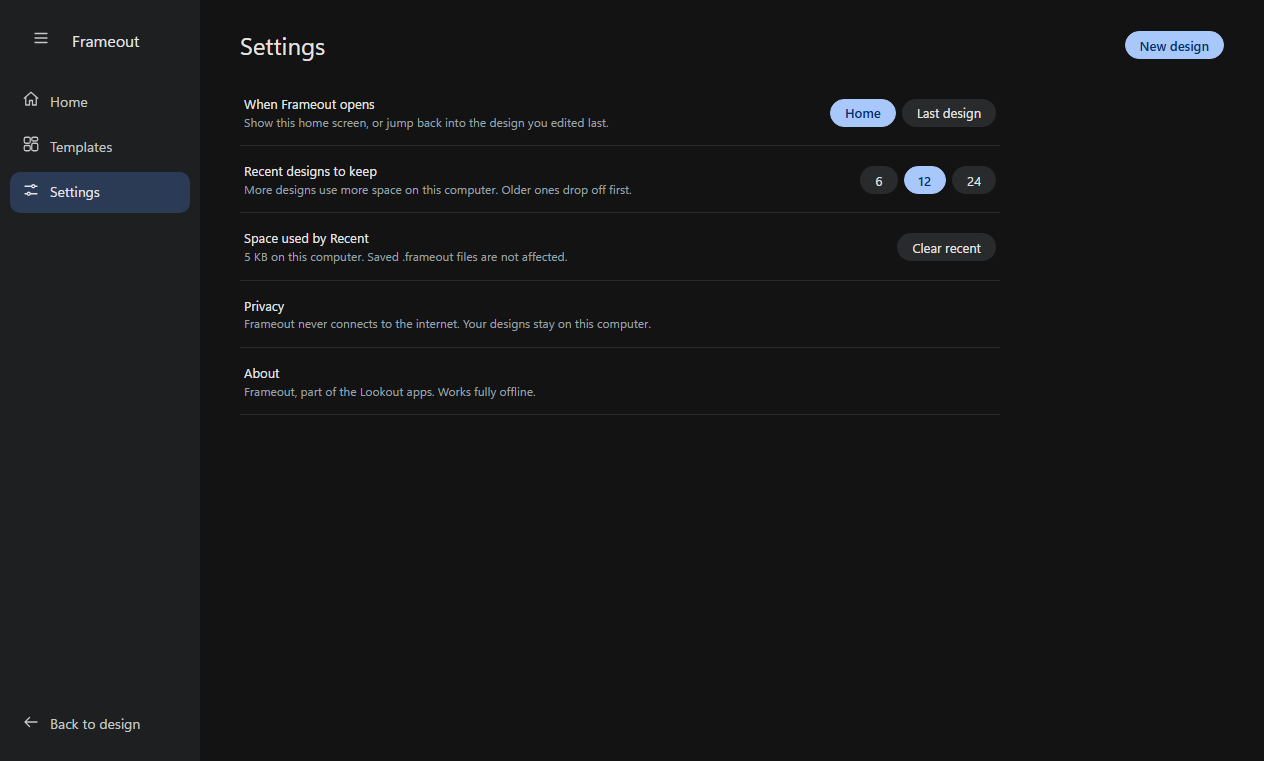 Frameout
Home
Templates
Settings
Back to design
Settings
New design
When Frameout opens
Show this home screen, or jump back into the design you edited last.
Home
Last design
Recent designs to keep
More designs use more space on this computer. Older ones drop off first.
6
12
24
Space used by Recent
5 KB on this computer. Saved .frameout files are not affected.
Clear recent
Privacy
Frameout never connects to the internet. Your designs stay on this computer.
About
Frameout, part of the Lookout apps. Works fully offline.